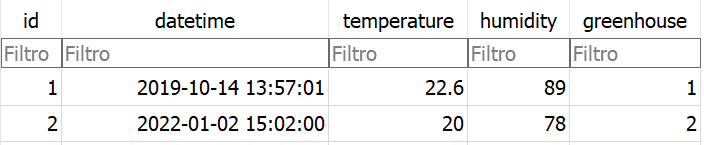 id datetime temperature humidity greenhouse
Filtro Filtro Filtro Filtro Filtro
1 2019-10-14 13:57:01 22.6 89 1
2 2022-01-02 15:02:00 20 78 2